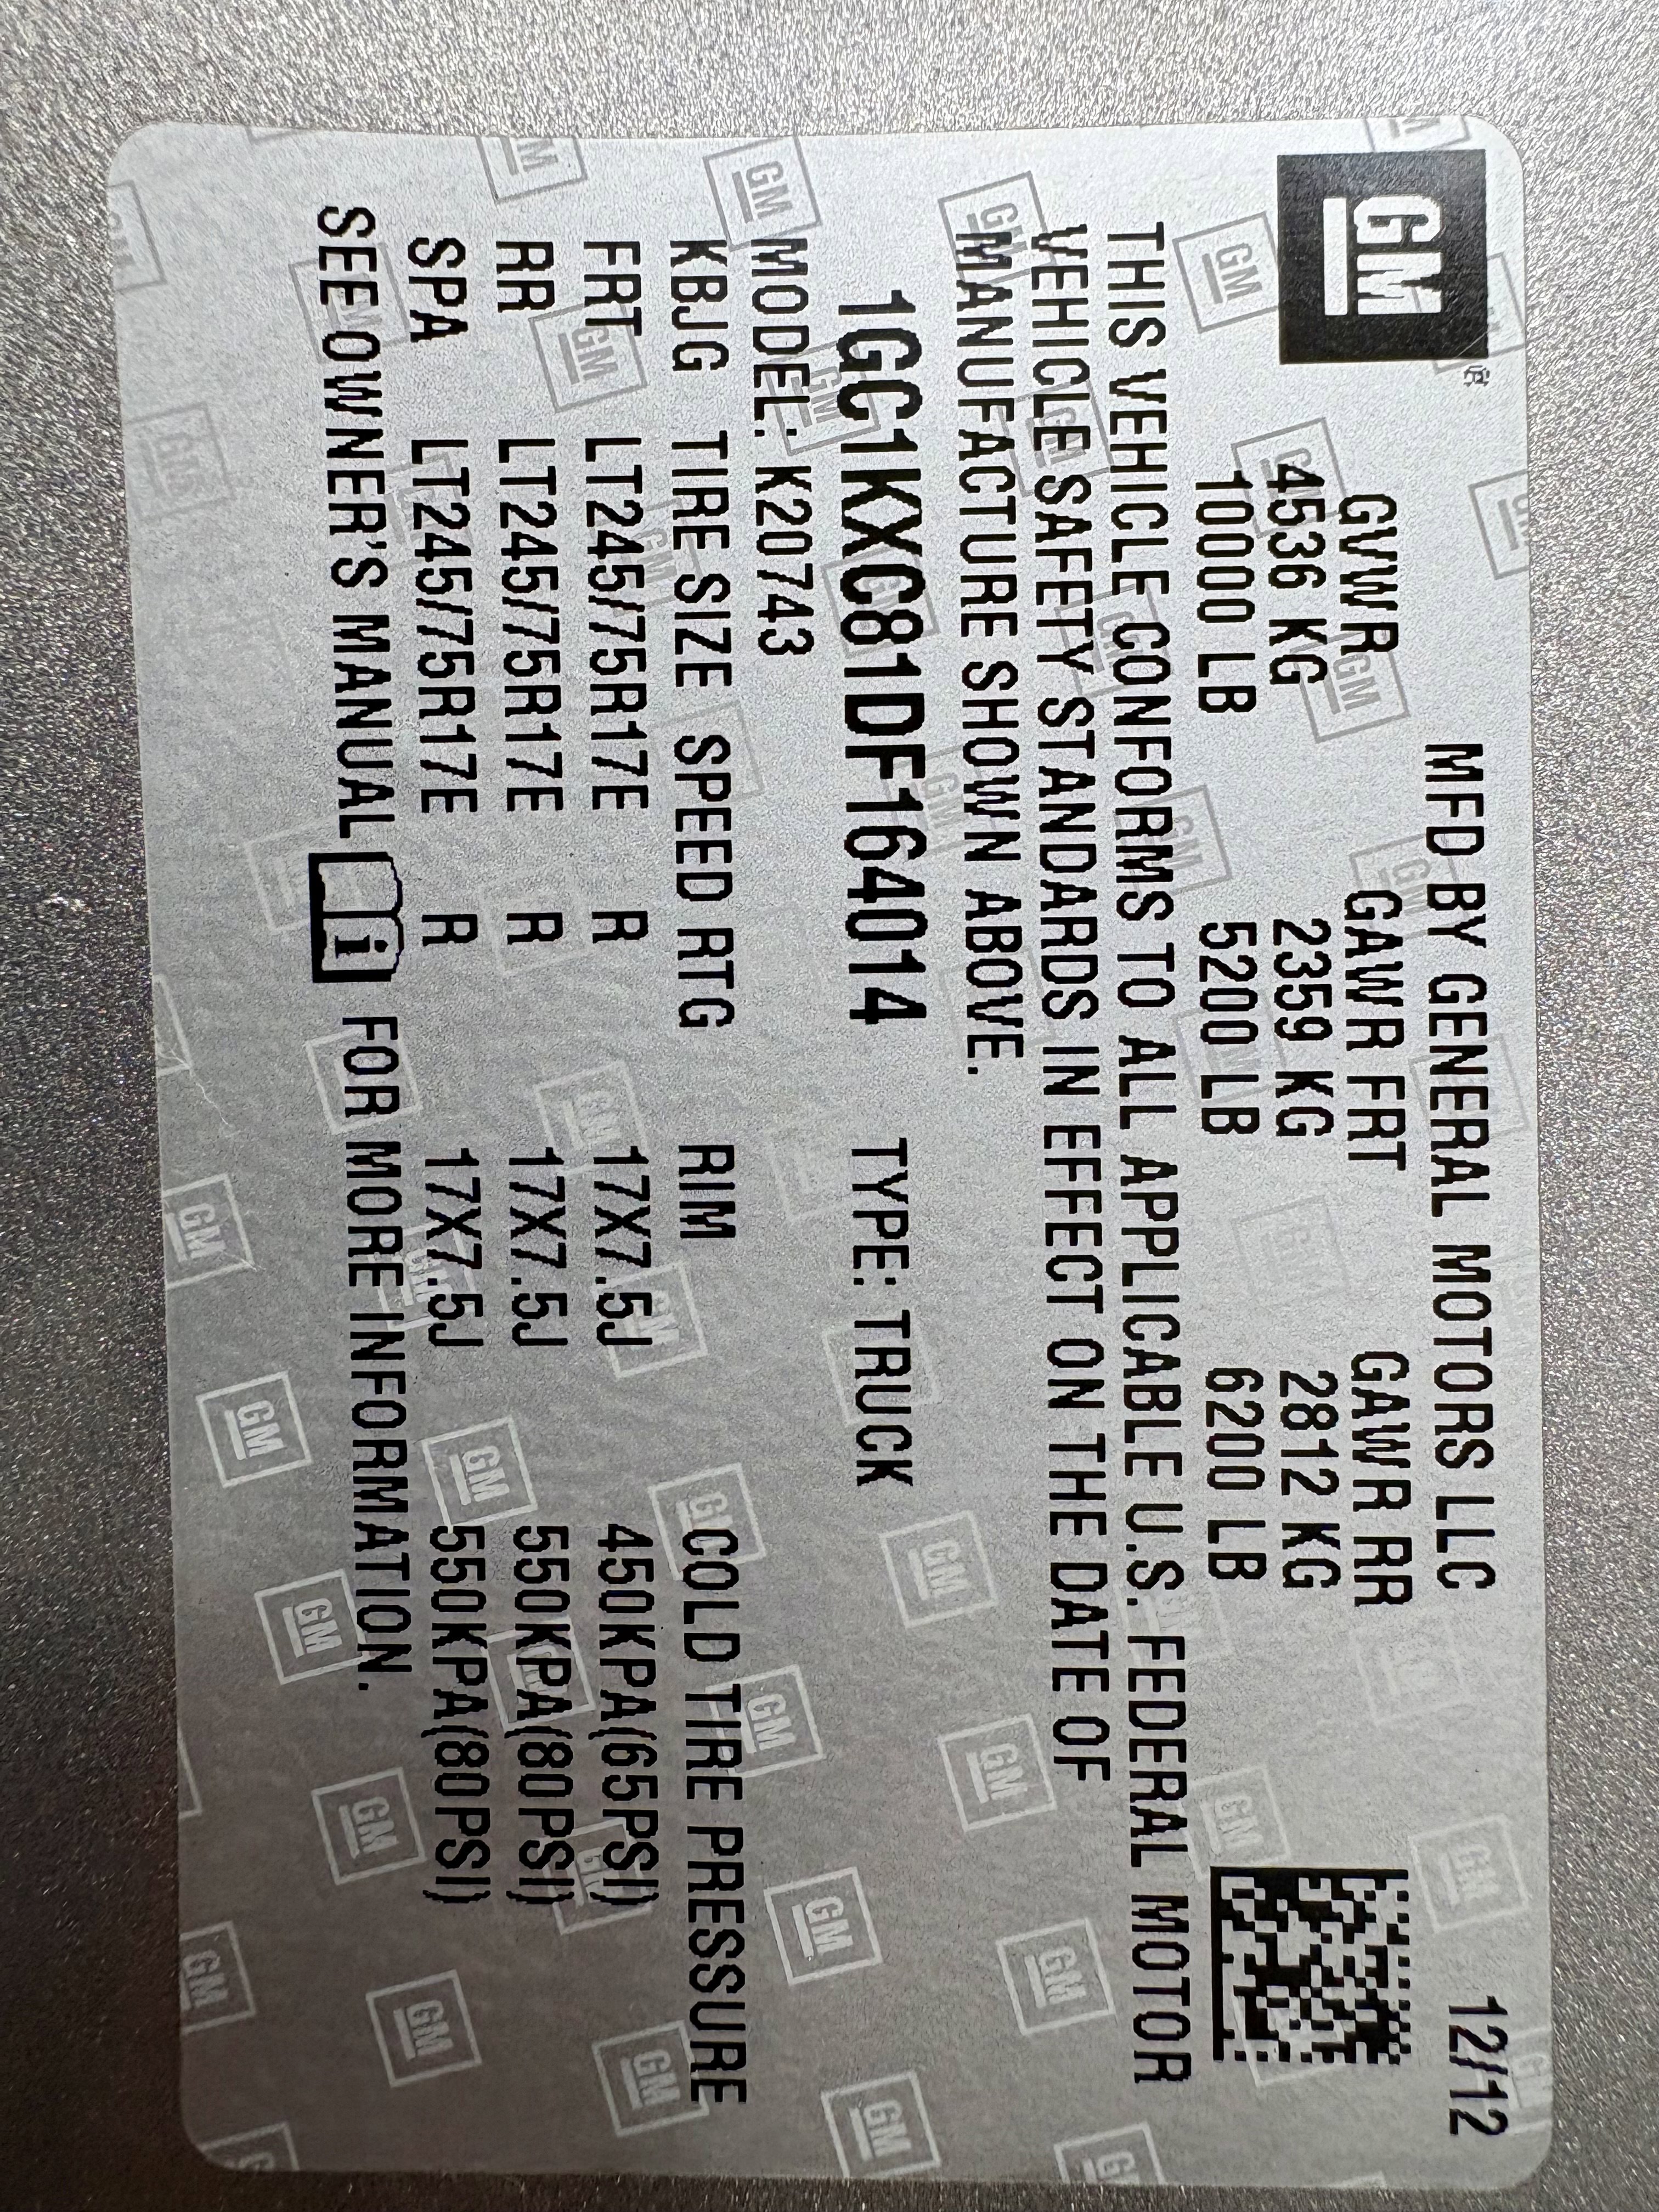 GM®
MFD BY GENERAL MOTORS LLC 12/12
GVWR GAWR FRT GAWR RR
4536 KG 2359 KG 2812 KG
10000 LB 5200 LB 6200 LB
THIS VEHICLE CONFORMS TO ALL APPLICABLE U.S. FEDERAL MOTOR
VEHICLE SAFETY STANDARDS IN EFFECT ON THE DATE OF
MANUFACTURE SHOWN ABOVE.
1GC1KXC81DF164014 TYPE: TRUCK
MODEL: K20743
KBJG TIRE SIZE SPEED RTG RIM COLD TIRE PRESSURE
FRT LT245/75R17E R 17X7.5J 450KPA(65PSI)
RR LT245/75R17E R 17X7.5J 550KPA(80PSI)
SPA LT245/75R17E R 17X7.5J 550KPA(80PSI)
SEE OWNER'S MANUAL i FOR MORE INFORMATION.